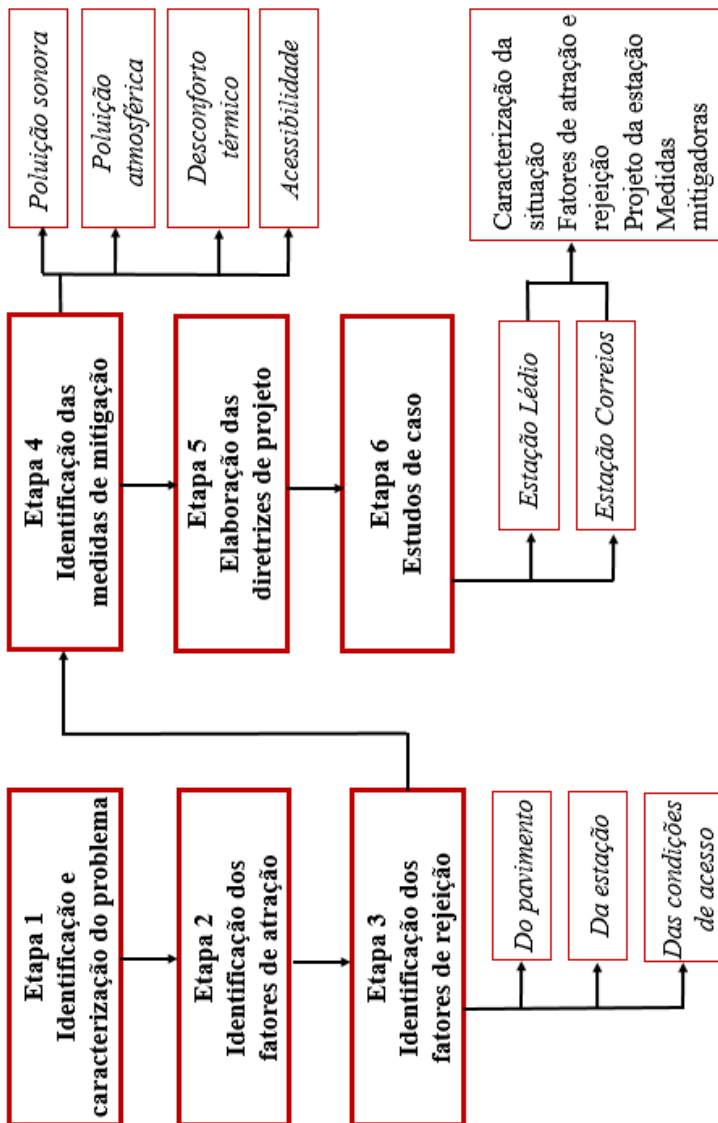 Etapa 1
Identificação e
caracterização do problema
Etapa 2
Identificação dos
fatores de atração
Etapa 3
Identificação dos
fatores de rejeição
Do pavimento
Da estação
Das condições
de acesso
Etapa 4
Identificação das
medidas de mitigação
Poluição sonora
Poluição
atmosférica
Desconforto
térmico
Acessibilidade
Etapa 5
Elaboração das
diretrizes de projeto
Etapa 6
Estudos de caso
Estação Lédio
Estação Correios
Caracterização da
situação
Fatores de atração e
rejeição
Projeto da estação
Medidas
mitigadoras